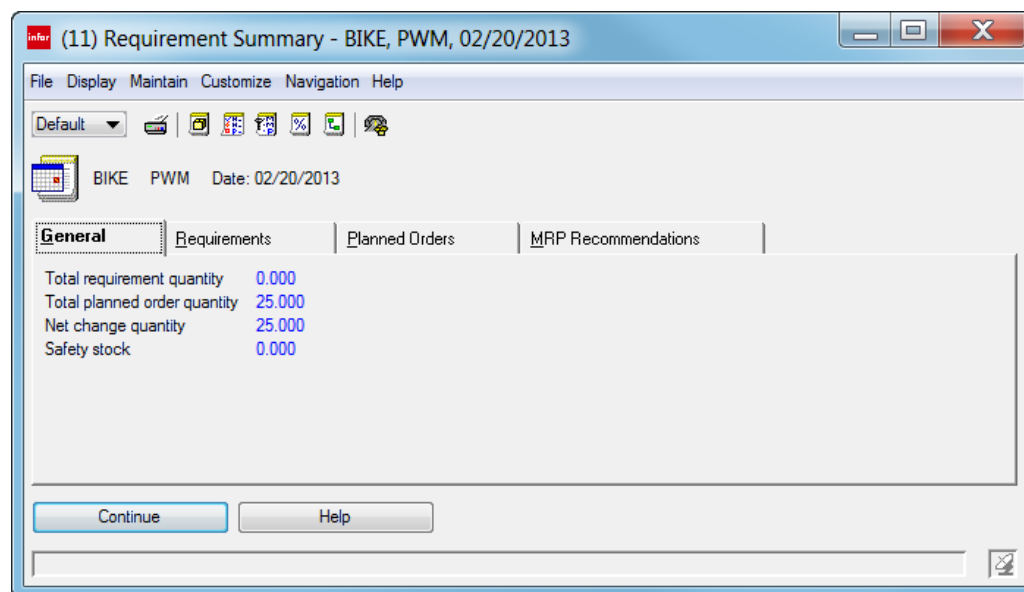 infor (11) Requirement Summary - BIKE, PWM, 02/20/2013
File Display Maintain Customize Navigation Help
Default
BIKE PWM Date: 02/20/2013
General Requirements Planned Orders MRP Recommendations
Total requirement quantity 0.000
Total planned order quantity 25.000
Net change quantity 25.000
Safety stock 0.000
Continue Help